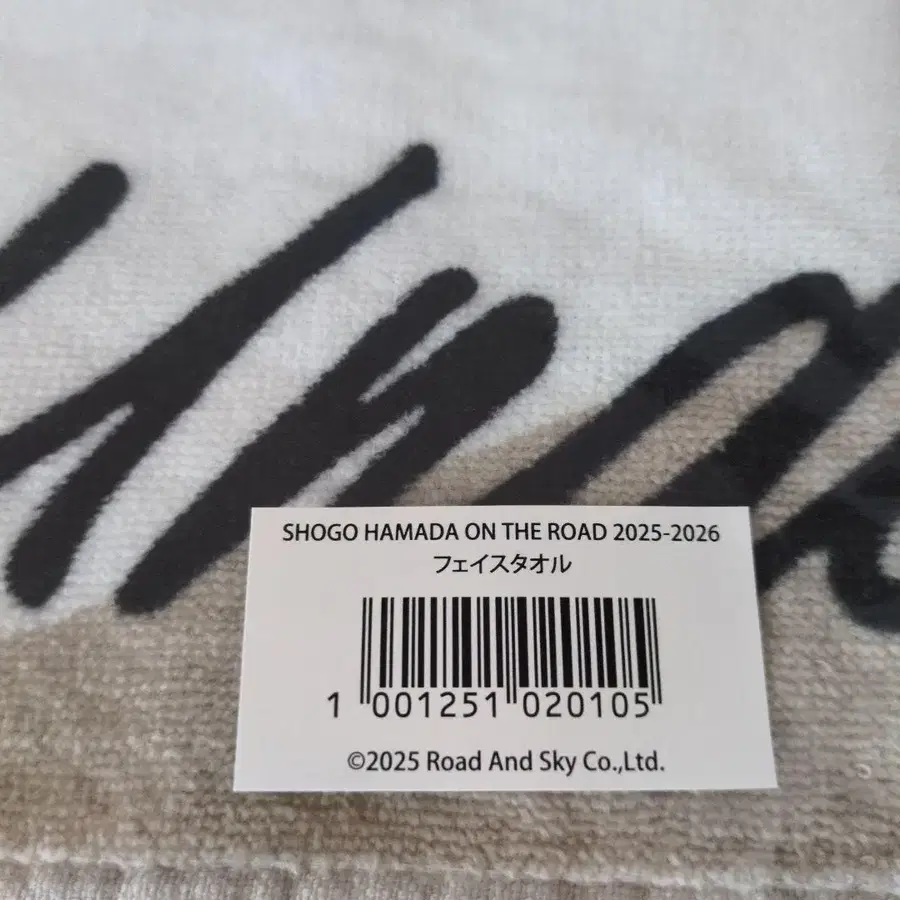 SHOGO HAMADA ON THE ROAD 2025-2026
フェイスタオル
1 001251 020105
©2025 Road And Sky Co.,Ltd.